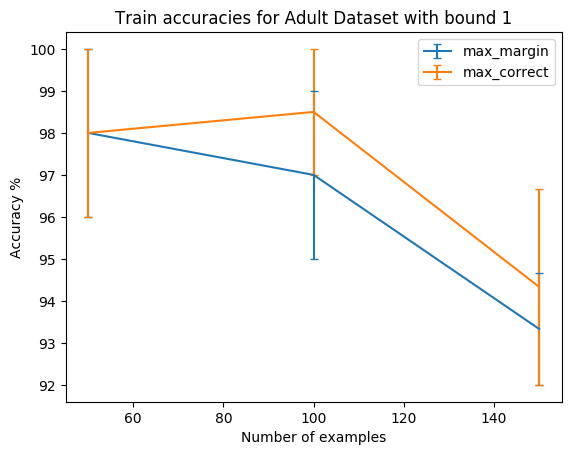 Train accuracies for Adult Dataset with bound 1
max_margin
max_correct
Accuracy %
100
99
98
97
96
95
94
93
92
60
80
100
120
140
Number of examples